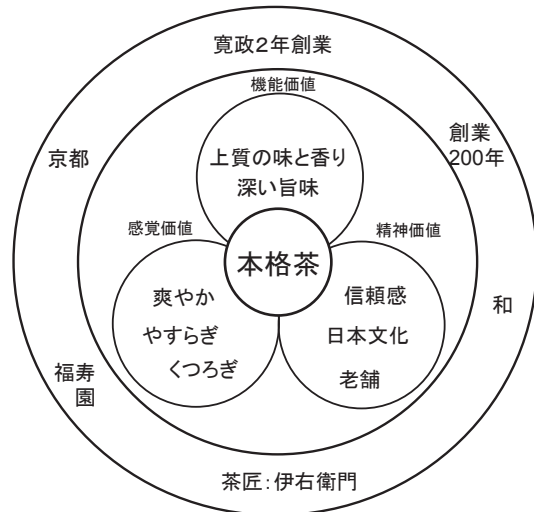 寛政2年創業
機能価値
創業
200年
京都
上質の味と香り
深い旨味
感覚価値
精神価値
本格茶
爽やか
やすらぎ
くつろぎ
信頼感
日本文化
老舗
和
福寿
園
茶匠：伊右衛門